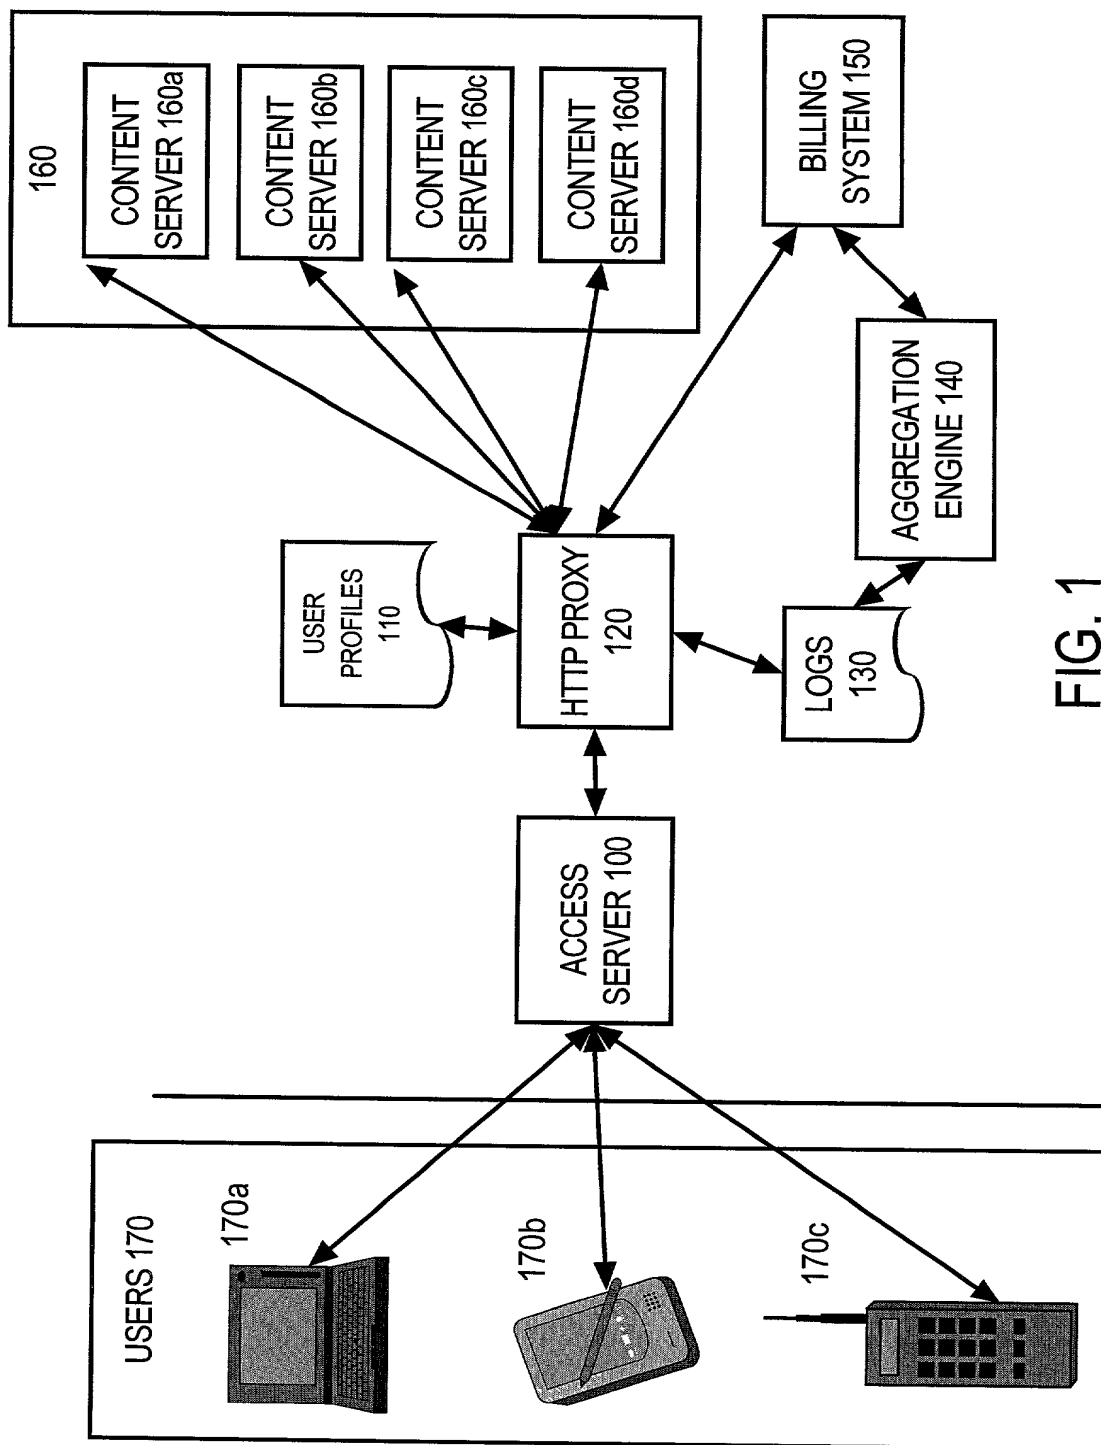 USERS 170
170a
170b
170c
ACCESS
SERVER 100
USER
PROFILES
110
HTTP PROXY
120
LOGS
130
AGGREGATION
ENGINE 140
BILLING
SYSTEM 150
160
CONTENT
SERVER 160a
CONTENT
SERVER 160b
CONTENT
SERVER 160c
CONTENT
SERVER 160d
FIG. 1